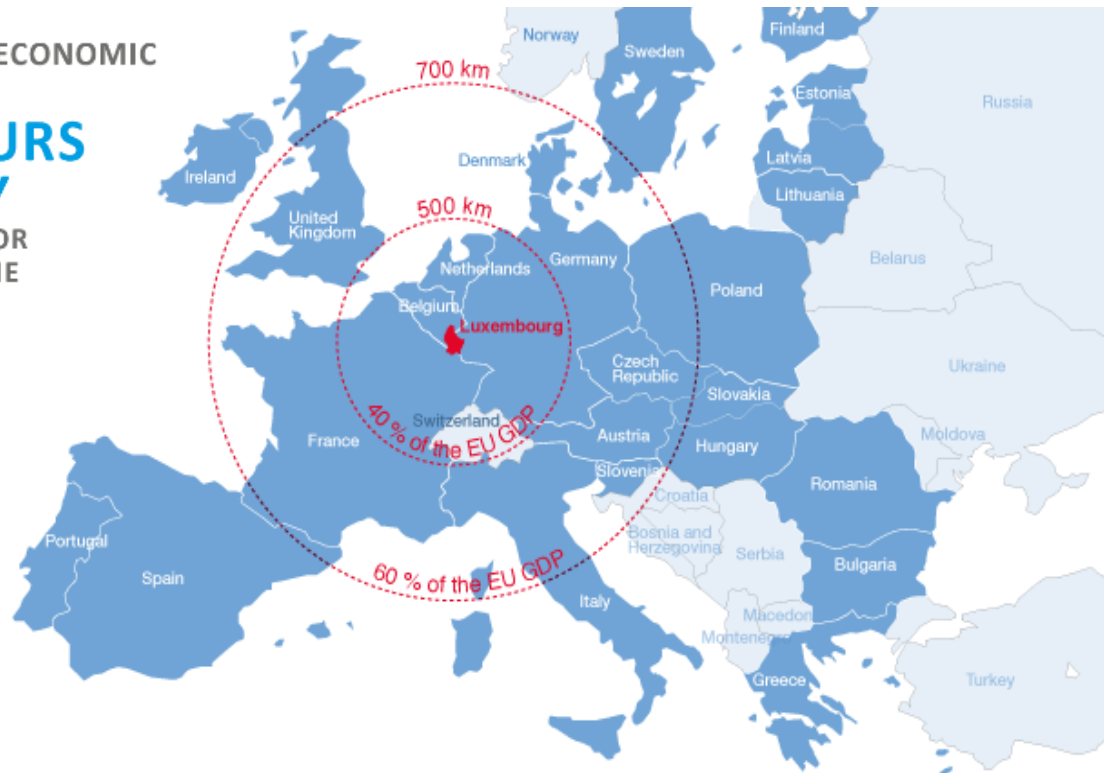 ECONOMIC
URS
Y
OR
NE
Norway
Sweden
Finland
700 km
Estonia
Russia
Denmark
Latvia
Ireland
Lithuania
500 km
United
Kingdom
Netherlands
Germany
Belarus
Belgium
Poland
Luxembourg
Czech
Republic
Ukraine
Slovakia
40 % of the EU GDP
Switzerland
France
Austria
Hungary
Moldova
Slovenia
Romania
Croatia
Portugal
Bosnia and
Herzegovina
Serbia
Bulgaria
Spain
60 % of the EU GDP
Italy
Macedon
Montenegro
Greece
Turkey